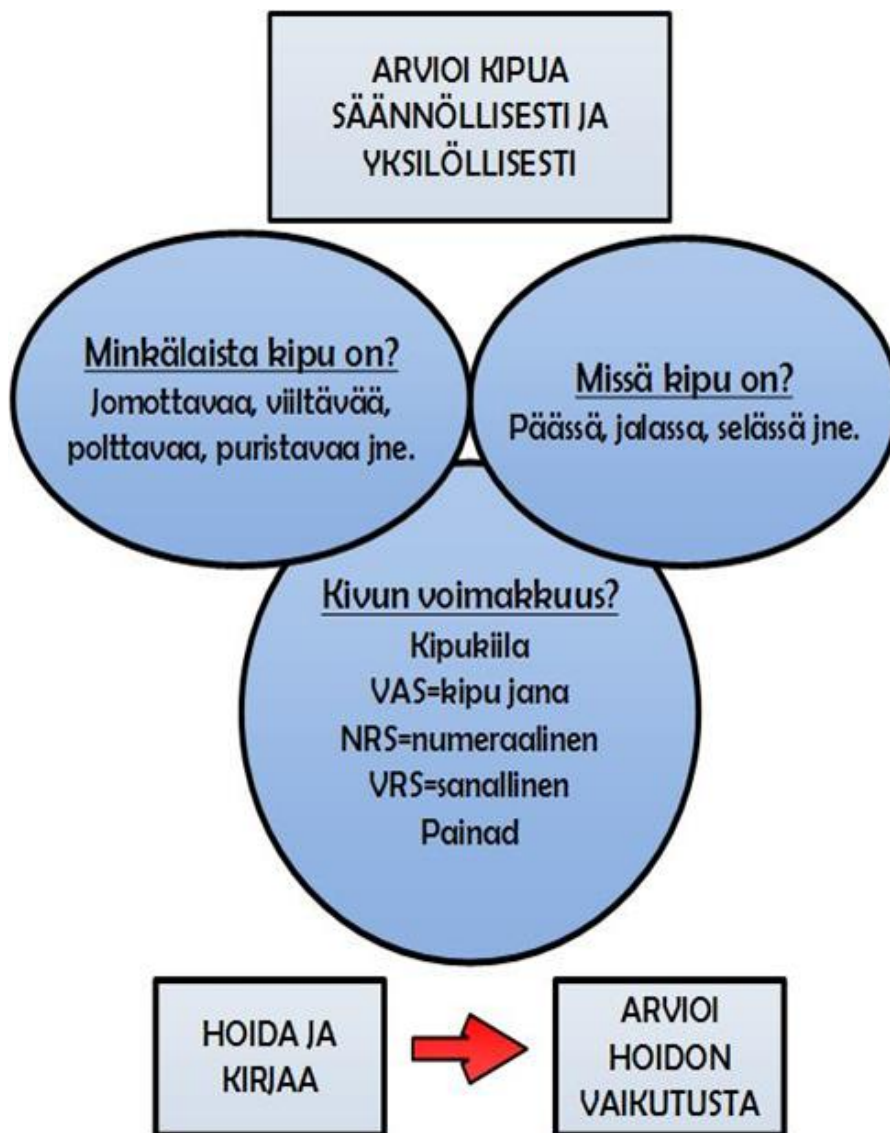 ARVIOI KIPUA
SÄÄNNÖLLISESTI JA
YKSILÖLLISESTI
Minkälaista kipu on?
Jomottavaa, viiltävää,
polttavaa, puristavaa jne.
Missä kipu on?
Päässä, jalassa, selässä jne.
Kivun voimakkuus?
Kipukiila
VAS=kipu jana
NRS=numeraalinen
VRS=sanallinen
Painad
HOIDA JA
KIRJAA
ARVIOI
HOIDON
VAIKUTUSTA